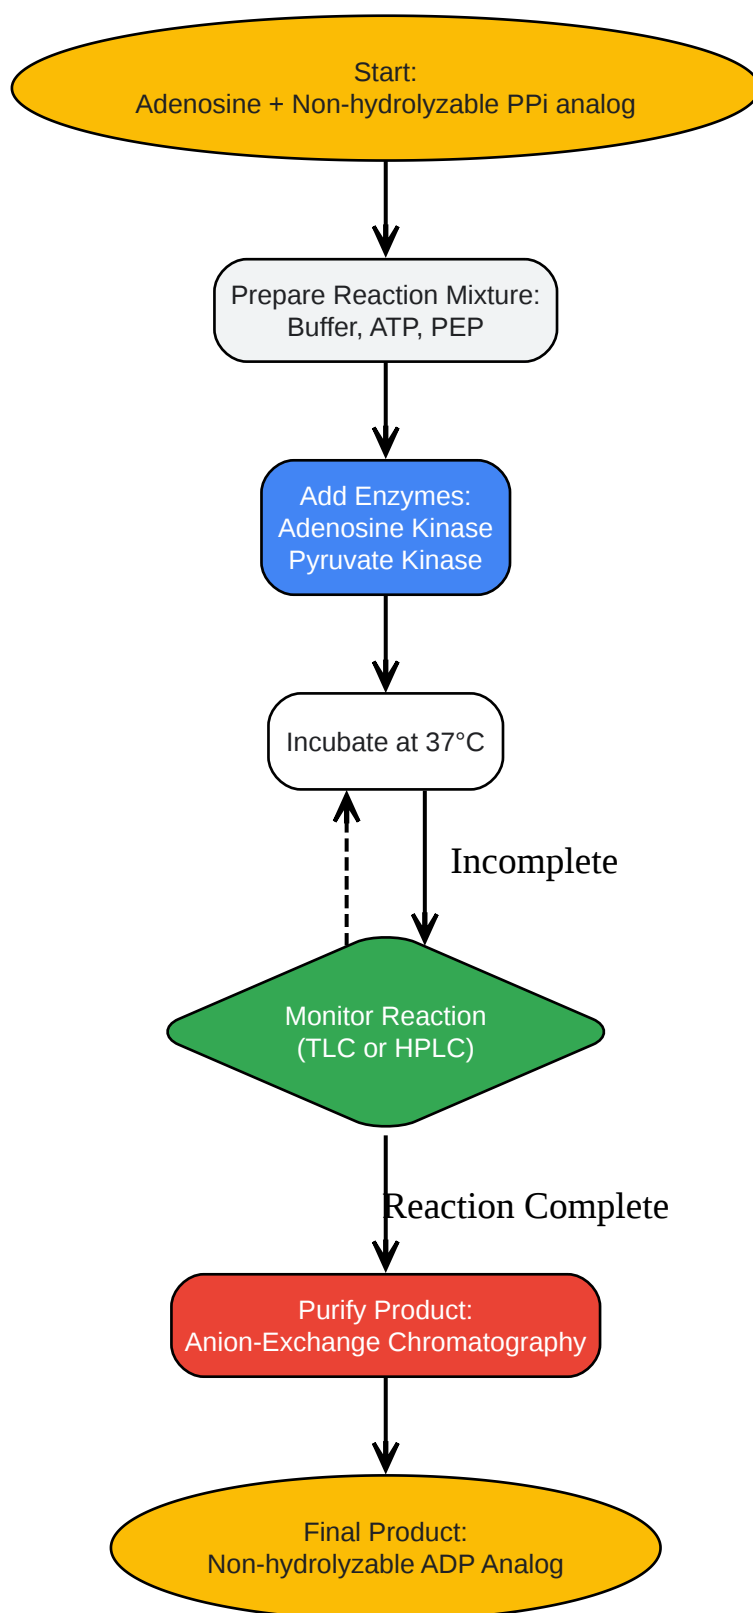 Start:
Adenosine + Non-hydrolyzable PPi analog
Prepare Reaction Mixture:
Buffer, ATP, PEP
Add Enzymes:
Adenosine Kinase
Pyruvate Kinase
Incubate at 37°C
Incomplete
Monitor Reaction
(TLC or HPLC)
Reaction Complete
Purify Product:
Anion-Exchange Chromatography
Final Product:
Non-hydrolyzable ADP Analog